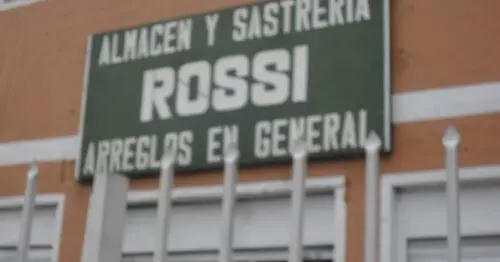 ALMACEN Y SASTRERIA
ROSSI
ARREGLOS EN GENERAL